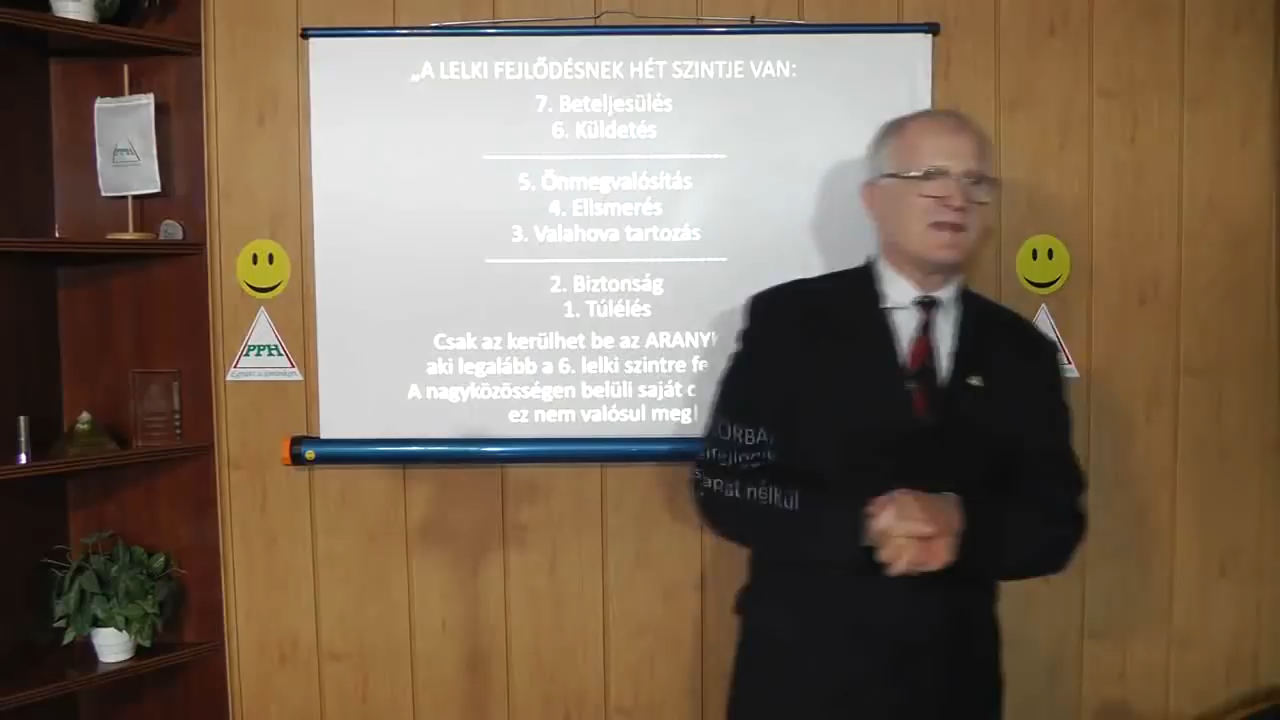 „A LELKI FEJLŐDÉSNEK HÉT SZINTJE VAN:
7. Beteljesülés
6. Küldetés
5. Önmegvalósítás
4. Elismerés
3. Valahova tartozás
2. Biztonság
1. Túlélés
Csak az kerülhet be az
aki legalább a 6. lelki szintre
A nagyközösségen belüli saját
ez nem valósul meg!
nélkül
PPH
PPH